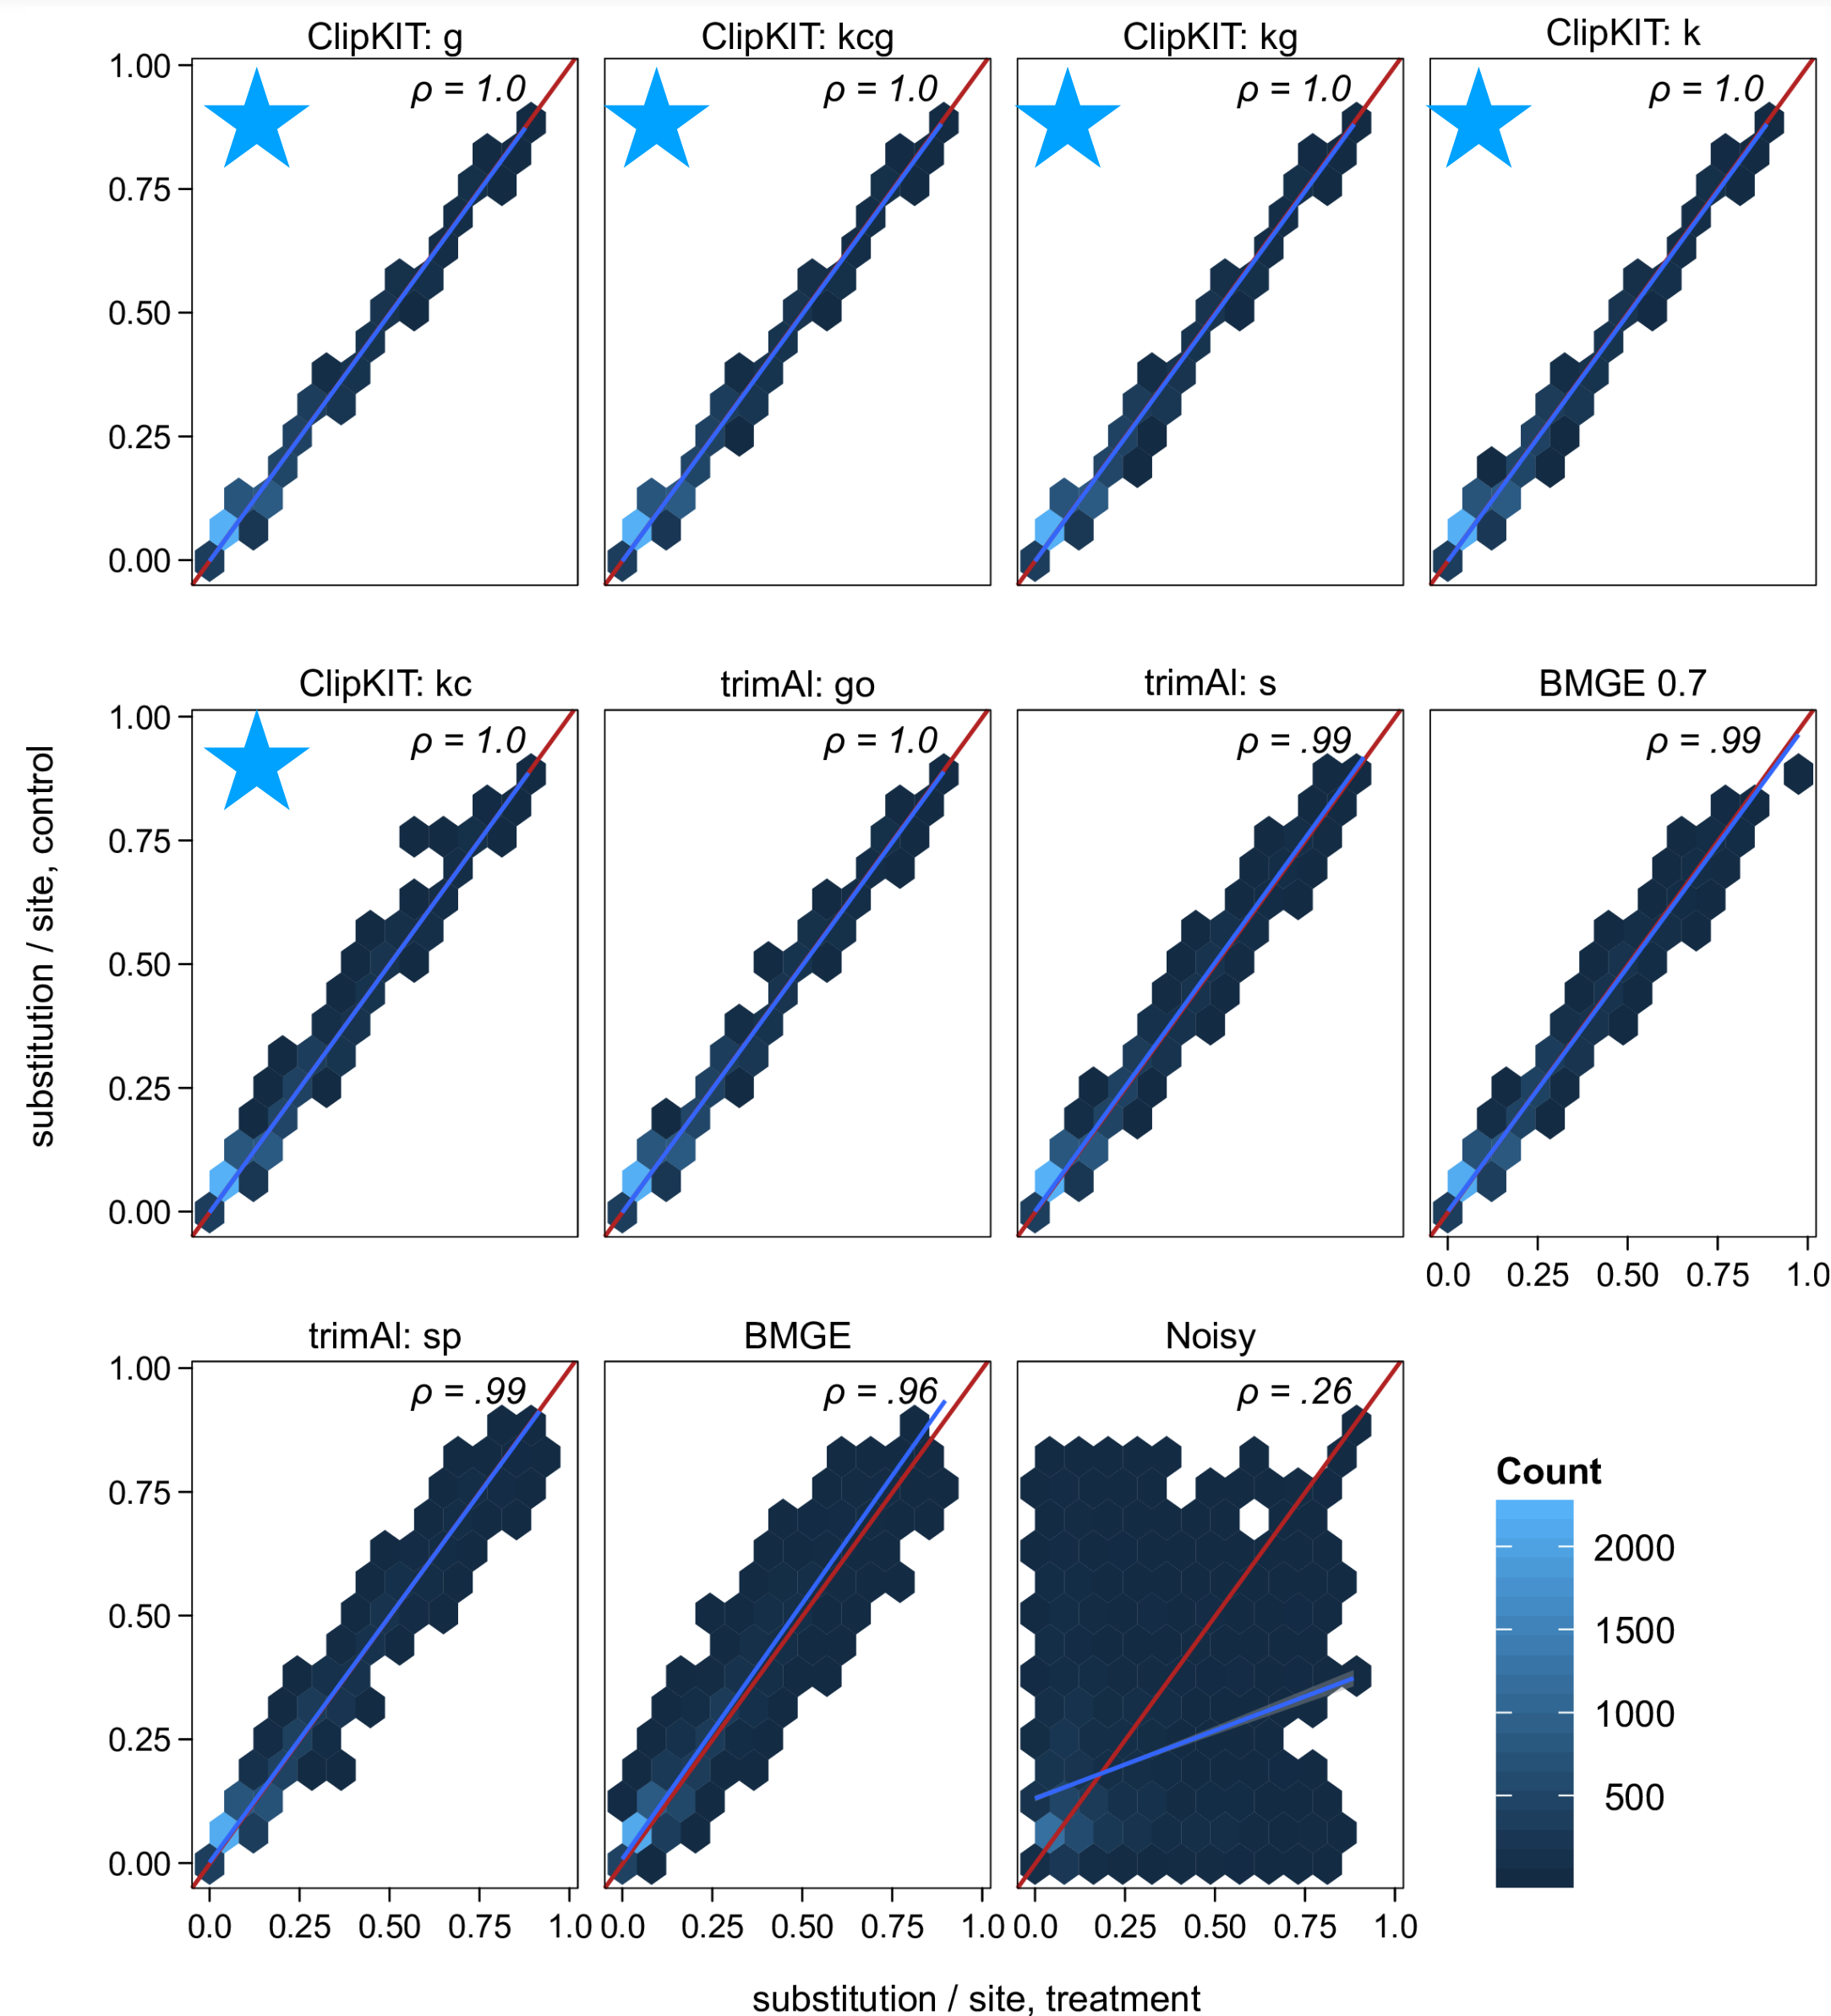 ClipKIT: g ClipKIT: kcg ClipKIT: kg ClipKIT: k
1.00
ρ = 1.0 ρ = 1.0 ρ = 1.0 ρ = 1.0
0.75
0.50
0.25
0.00
ClipKIT: kc trimAl: go trimAl: s BMGE 0.7
1.00
ρ = 1.0 ρ = 1.0 ρ = .99 ρ = .99
0.75
0.50
0.25
0.00
0.0 0.25 0.50 0.75 1.0
substitution / site, control
trimAl: sp BMGE Noisy
1.00
ρ = .99 ρ = .96 ρ = .26
0.75
0.50
0.25
0.00
0.0 0.25 0.50 0.75 1.0 0.0 0.25 0.50 0.75 1.0 0.0 0.25 0.50 0.75 1.0
Count
2000
1500
1000
500
substitution / site, treatment